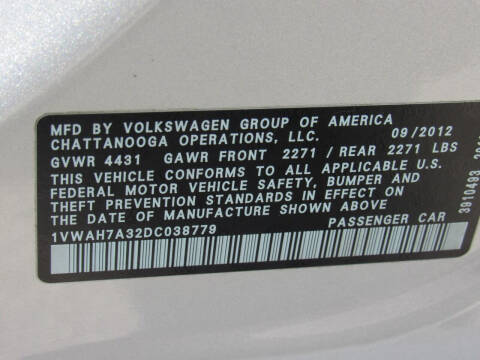 MFD BY VOLKSWAGEN GROUP OF AMERICA
CHATTANOOGA OPERATIONS, LLC. 09/2012
GVWR 4431 GAWR FRONT 2271 / REAR 2271 LBS
THIS VEHICLE CONFORMS TO ALL APPLICABLE U.S.
FEDERAL MOTOR VEHICLE SAFETY, BUMPER AND
THEFT PREVENTION STANDARDS IN EFFECT ON THE
DATE OF MANUFACTURE SHOWN ABOVE.
1VWAH7A32DC038779 PASSENGER CAR
3910493